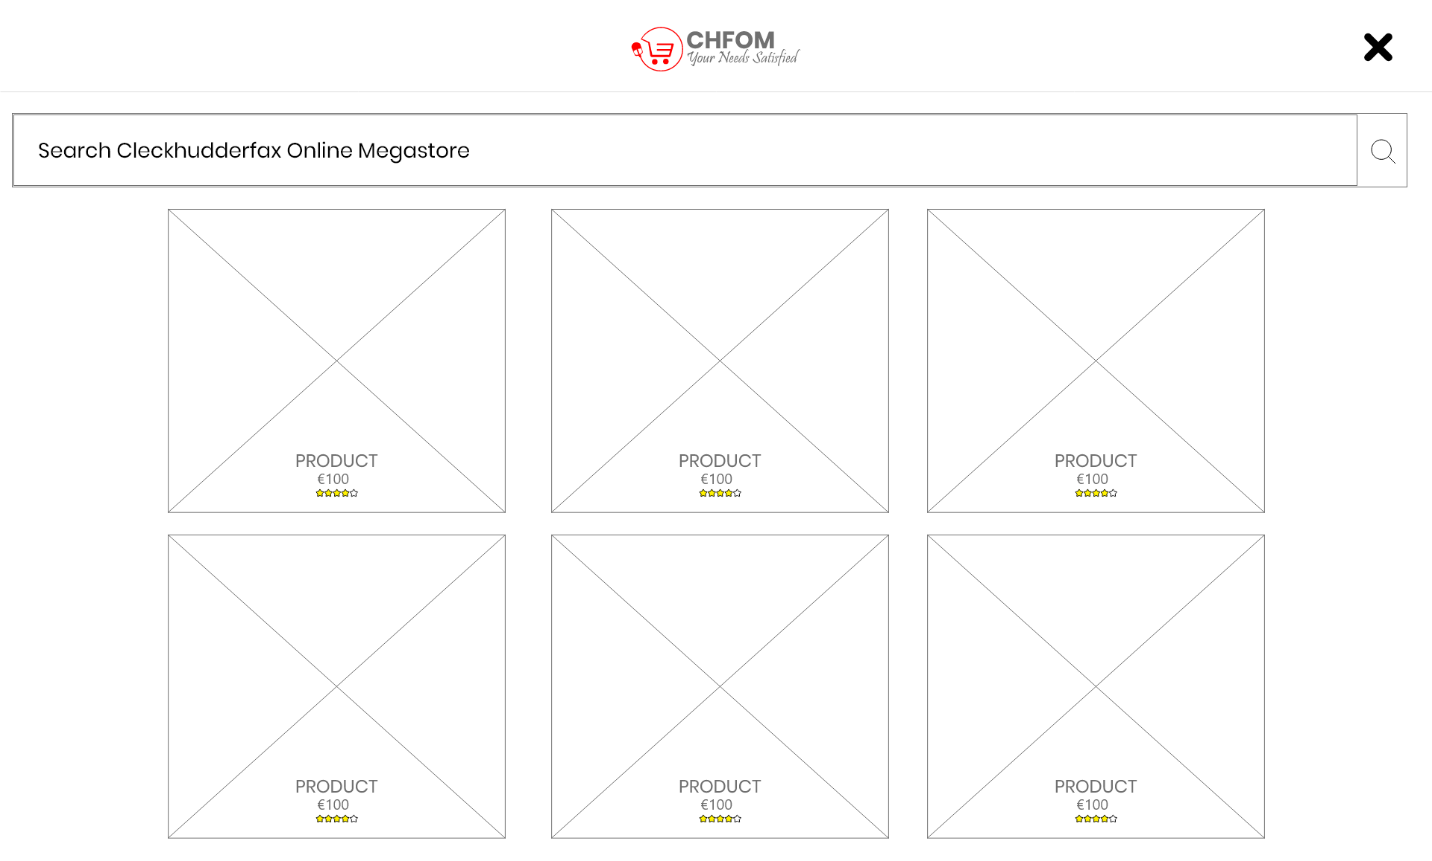 CHFOM
Your Needs Satisfied
Search Cleckhudderfax Online Megastore
PRODUCT
€100
PRODUCT
€100
PRODUCT
€100
PRODUCT
€100
PRODUCT
€100
PRODUCT
€100